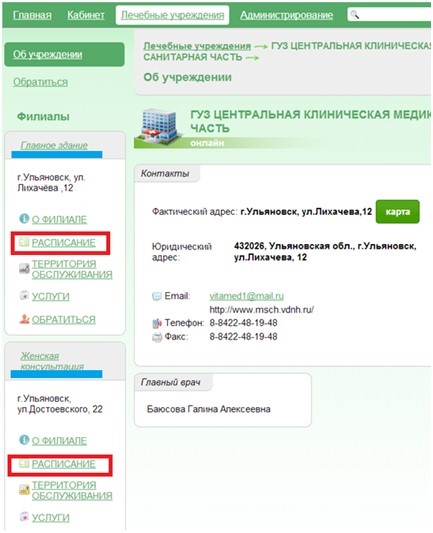 Главная Кабинет Лечебные учреждения Администрирование
Об учреждении
Обратиться
Филиалы
Главное здание
г.Ульяновск, ул.
Лихачева ,12
О ФИЛИАЛЕ
РАСПИСАНИЕ
ТЕРРИТОРИЯ
ОБСЛУЖИВАНИЯ
УСЛУГИ
ОБРАТИТЬСЯ
Женская
консультация
г.Ульяновск,
ул.Достоевского, 22
О ФИЛИАЛЕ
РАСПИСАНИЕ
ТЕРРИТОРИЯ
ОБСЛУЖИВАНИЯ
УСЛУГИ
Лечебные учреждения → ГУЗ ЦЕНТРАЛЬНАЯ КЛИНИЧЕСКА
САНИТАРНАЯ ЧАСТЬ →
Об учреждении
ГУЗ ЦЕНТРАЛЬНАЯ КЛИНИЧЕСКАЯ МЕДИК
ЧАСТЬ
онлайн
Контакты
Фактический адрес: г.Ульяновск, ул.Лихачева,12 карта
Юридический адрес: 432026, Ульяновская обл., г.Ульяновск,
ул.Лихачева, 12
Email: vitamed1@mail.ru
http://www.msch.vdnh.ru/
Телефон: 8-8422-48-19-48
Факс: 8-8422-48-19-48
Главный врач
Баюсова Галина Алексеевна